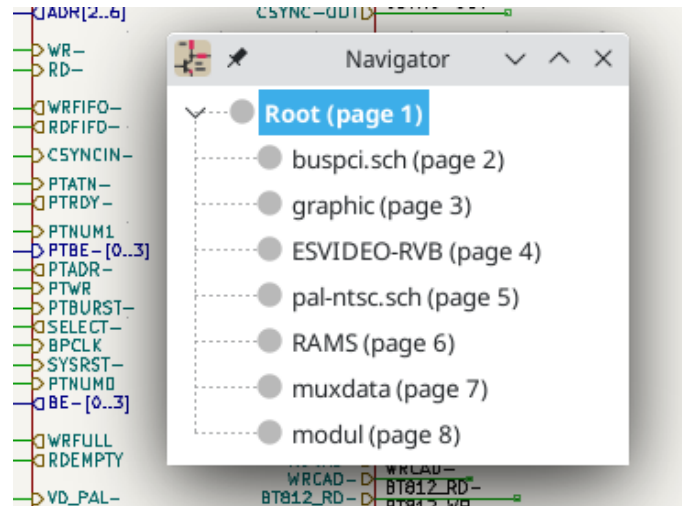 ADR[2..6]
CSYNC-OUT
WR-
RD-
Navigator
WRFIFO-
RDFIFO-
Root (page 1)
CSYNCIN-
buspci.sch (page 2)
PTATN-
PTRDY-
graphic (page 3)
PTNUM1
PTBE-[0..3]
ESVIDEO-RVB (page 4)
PTADR-
PTWR
pal-ntsc.sch (page 5)
PTBURST-
SELECT-
BPCLK
RAMS (page 6)
SYSRST-
PTNUM0
muxdata (page 7)
BE-[0..3]
modul (page 8)
WRFULL
RDEMPTY
WRCAD-
WRCAD-
BT812_RD-
BT812_RD-
VD_PAL-